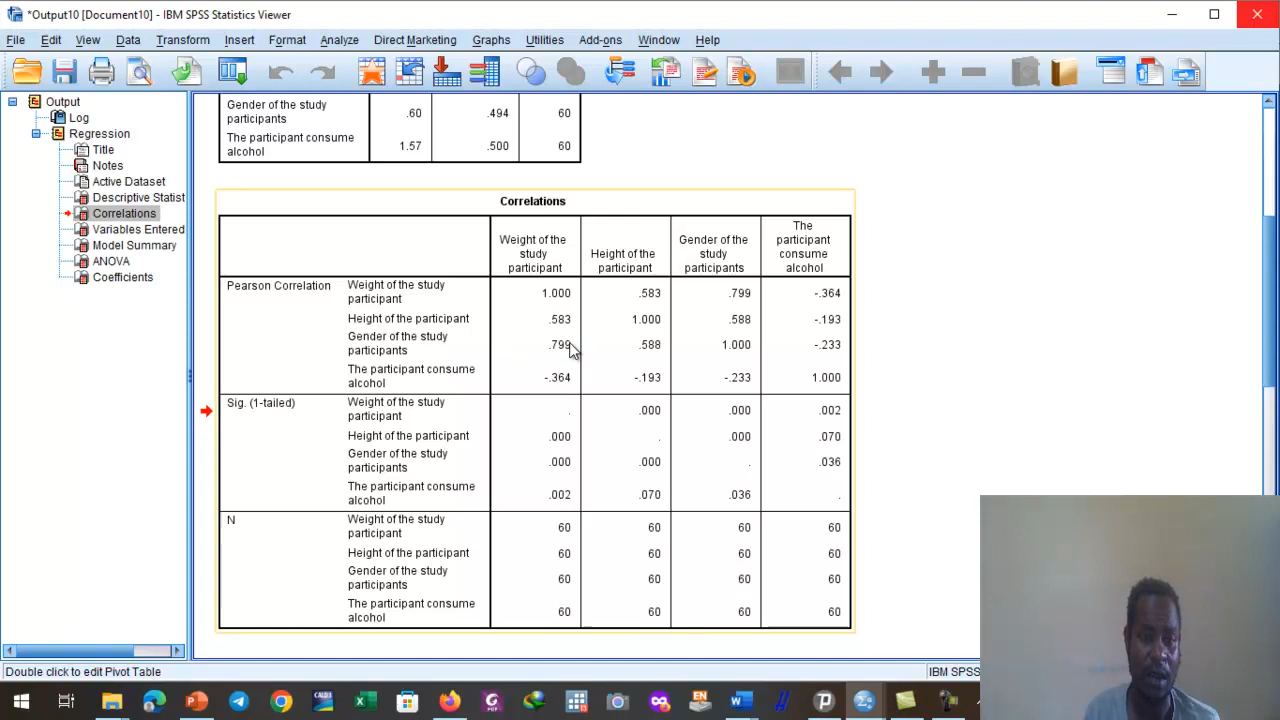 *Output10 [Document10] - IBM SPSS Statistics Viewer
File Edit View Data Transform Insert Format Analyze Direct Marketing Graphs Utilities Add-ons Window Help
Output
Log
Regression
Title
Notes
Active Dataset
Descriptive Statist
Correlations
Variables Entered
Model Summary
ANOVA
Coefficients
Gender of the study
participants .60 .494 60
The participant consume
alcohol 1.57 .500 60
Correlations
Weight of the study participant Height of the participant Gender of the study participants The participant consume alcohol
Pearson Correlation Weight of the study
participant 1.000 .583 .799 -.364
Height of the participant .583 1.000 .588 -.193
Gender of the study
participants .799 .588 1.000 -.233
The participant consume
alcohol -.364 -.193 -.233 1.000
Sig. (1-tailed) Weight of the study
participant . .000 .000 .002
Height of the participant .000 . .000 .070
Gender of the study
participants .000 .000 . .036
The participant consume
alcohol .002 .070 .036 .
N Weight of the study
participant 60 60 60 60
Height of the participant 60 60 60 60
Gender of the study
participants 60 60 60 60
The participant consume
alcohol 60 60 60 60
Double click to edit Pivot Table IBM SPSS
CALDJ
EN